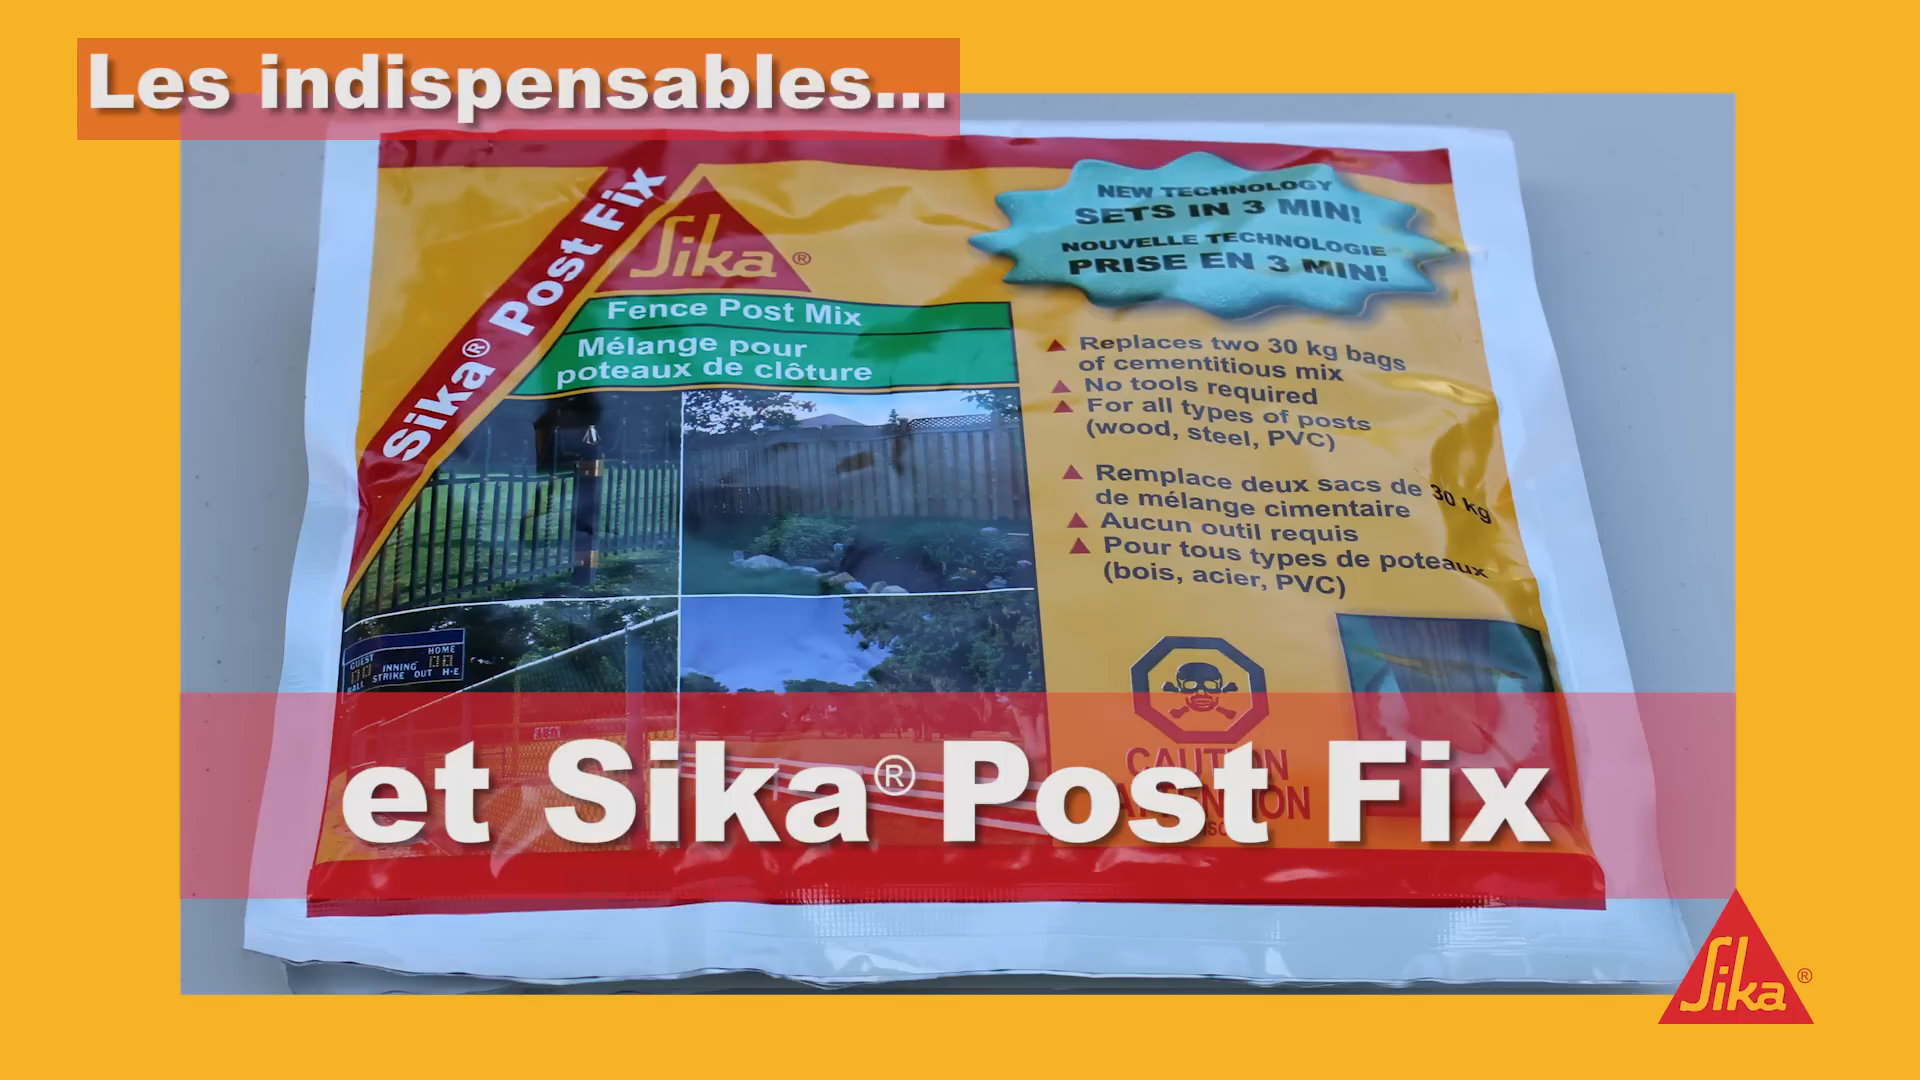 Les indispensables...
Sika® Post Fix
Sika®
NEW TECHNOLOGY
SETS IN 3 MIN!
NOUVELLE TECHNOLOGIE
PRISE EN 3 MIN!
Fence Post Mix
Mélange pour
poteaux de clôture
Replaces two 30 kg bags
of cementitious mix
No tools required
For all types of posts
(wood, steel, PVC)
Remplace deux sacs de 30 kg
de mélange cimentaire
Aucun outil requis
Pour tous types de poteaux
(bois, acier, PVC)
GUEST
HOME
INNING
BALL STRIKE OUT H-E
CAUTION
ATTENTION
et Sika® Post Fix
Sika®